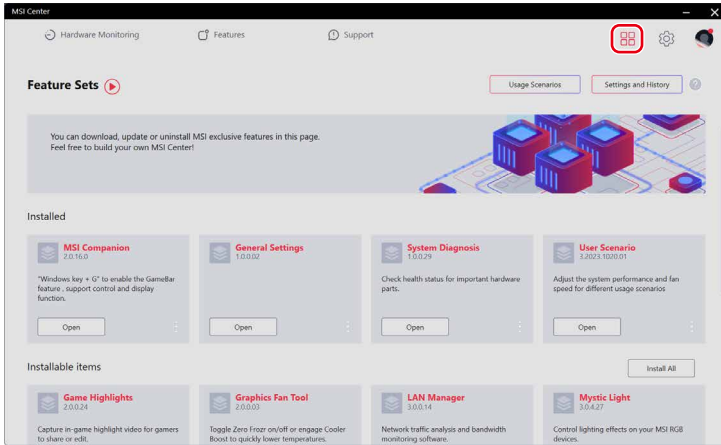 MSI Center
Hardware Monitoring
Features
Support
Feature Sets
Usage Scenarios
Settings and History
You can download, update or uninstall MSI exclusive features in this page.
Feel free to build your own MSI Center!
Installed
MSI Companion
2.0.16.0
"Windows key + G" to enable the GameBar
feature , support control and display
function.
Open
General Settings
1.0.0.02
Open
System Diagnosis
1.0.0.29
Check health status for important hardware
parts.
Open
User Scenario
3.2023.1020.01
Adjust the system performance and fan
speed for different usage scenarios
Open
Installable items
Install All
Game Highlights
2.0.0.24
Capture in-game highlight video for gamers
to share or edit.
Graphics Fan Tool
2.0.0.03
Toggle Zero Frozr on/off or engage Cooler
Boost to quickly lower temperatures.
LAN Manager
3.0.0.14
Network traffic analysis and bandwidth
monitoring software.
Mystic Light
3.0.4.27
Control lighting effects on your MSI RGB
devices.